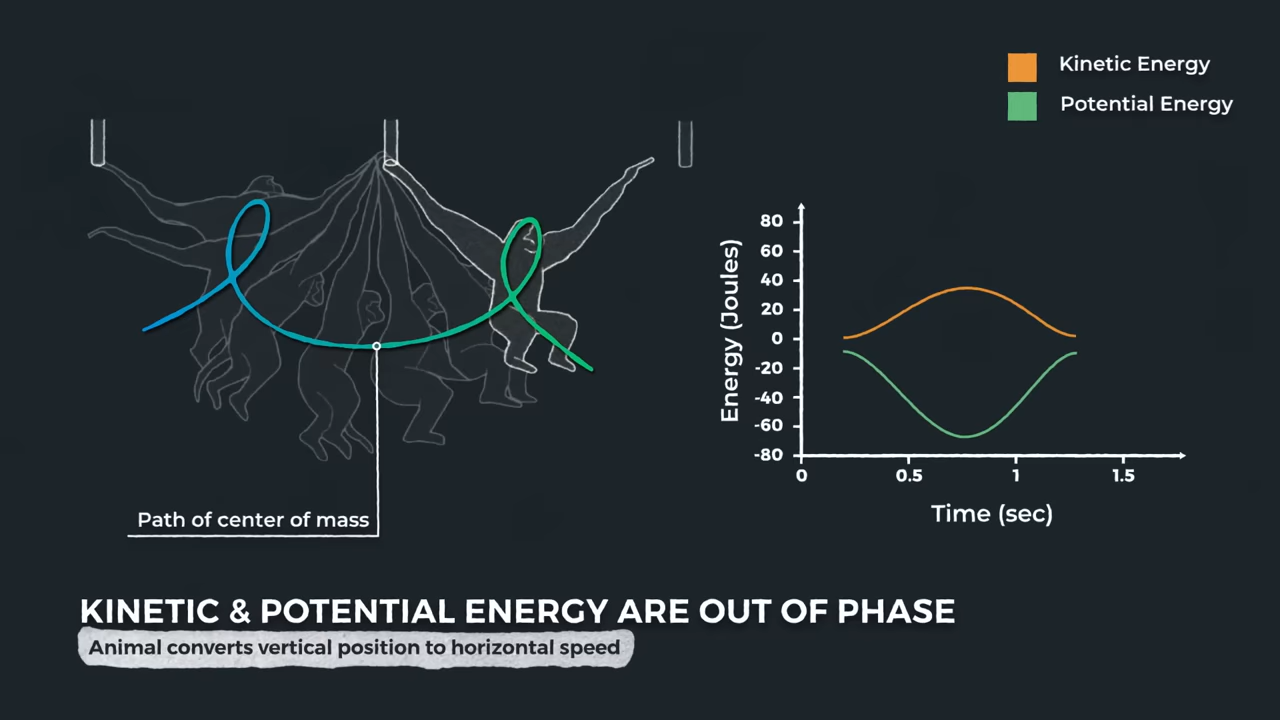 Kinetic Energy
Potential Energy
Path of center of mass
Energy (Joules)
80
60
40
20
0
-20
-40
-60
-80
0
0.5
1
1.5
Time (sec)
KINETIC & POTENTIAL ENERGY ARE OUT OF PHASE
Animal converts vertical position to horizontal speed